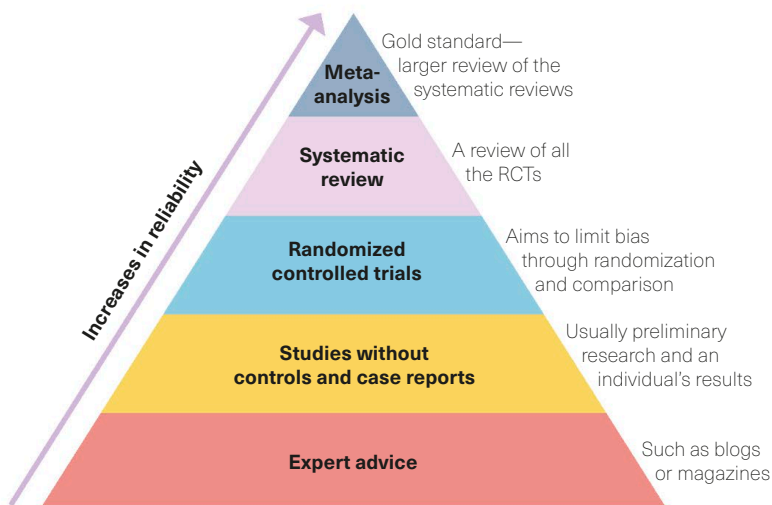 Meta-
analysis
Gold standard—
larger review of the
systematic reviews
Systematic
review
A review of all
the RCTs
Randomized
controlled trials
Aims to limit bias
through randomization
and comparison
Studies without
controls and case reports
Usually preliminary
research and an
individual’s results
Expert advice
Such as blogs
or magazines
Increases in reliability